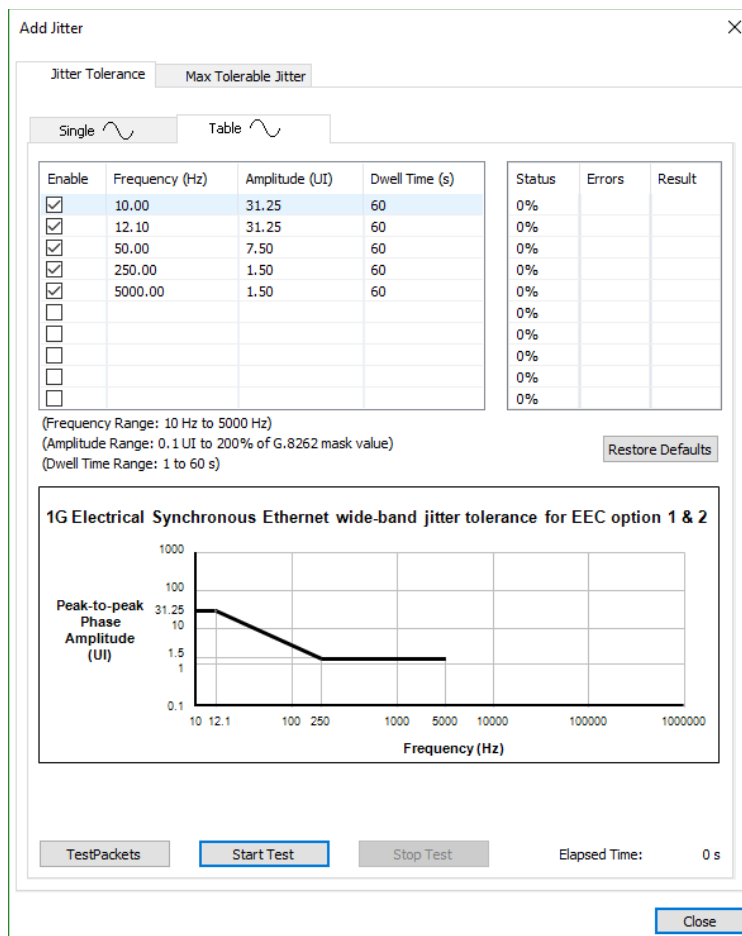 Add Jitter
Jitter Tolerance Max Tolerable Jitter
Single Table
Enable Frequency (Hz) Amplitude (UI) Dwell Time (s) Status Errors Result
10.00 31.25 60 0%
12.10 31.25 60 0%
50.00 7.50 60 0%
250.00 1.50 60 0%
5000.00 1.50 60 0%
0%
0%
0%
0%
0%
(Frequency Range: 10 Hz to 5000 Hz)
(Amplitude Range: 0.1 UI to 200% of G.8262 mask value)
(Dwell Time Range: 1 to 60 s)
Restore Defaults
1G Electrical Synchronous Ethernet wide-band jitter tolerance for EEC option 1 & 2
Peak-to-peak
Phase
Amplitude
(UI)
1000
100
31.25
10
1.5
1
0.1
10 12.1 100 250 1000 5000 10000 100000 1000000
Frequency (Hz)
TestPackets Start Test Stop Test Elapsed Time: 0 s
Close